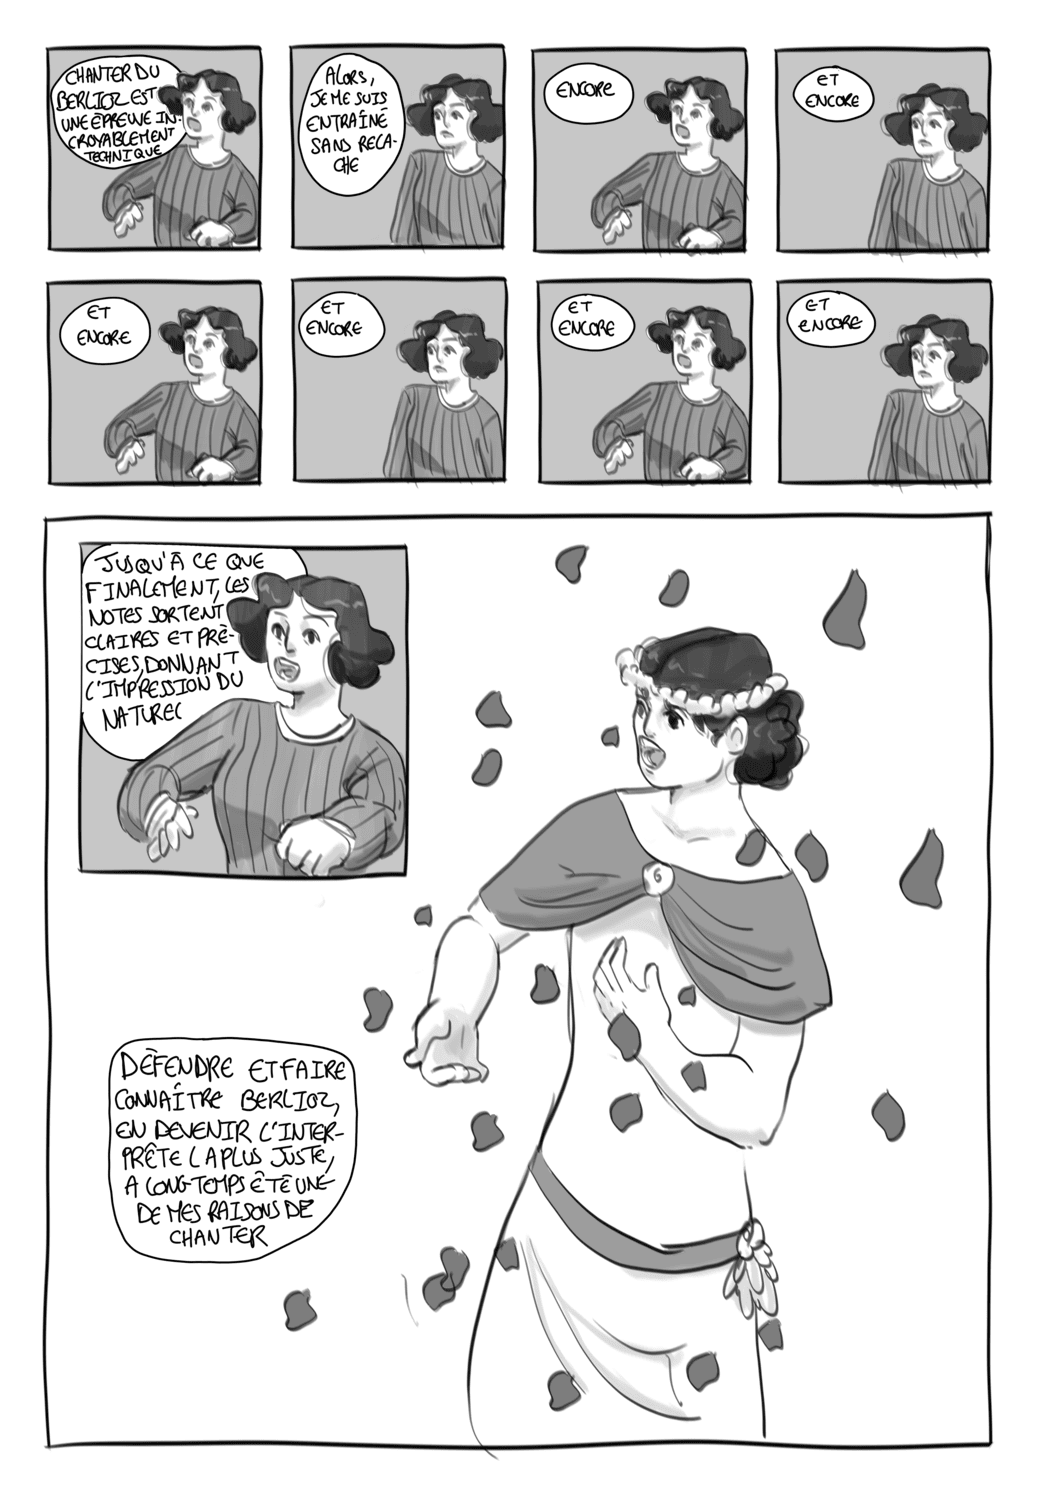 CHANTER DU
BERLIOZ EST
UNE ÉPREUVE IN-
CROYABLEMENT
TECHNIQUE
ALORS,
JE ME SUIS
ENTRAÎNÉ
SANS RELA-
CHE
ENCORE
ET
ENCORE
ET
ENCORE
ET
ENCORE
ET
ENCORE
ET
ENCORE
JUSQU'À CE QUE
FINALEMENT, LES
NOTES SORTENT
CLAIRES ET PRÉ-
CISES, DONNANT
L'IMPRESSION DU
NATUREL
DÉFENDRE ET FAIRE
CONNAÎTRE BERLIOZ,
EN DEVENIR L'INTER-
PRÊTE LA PLUS JUSTE,
A LONGTEMPS ÉTÉ UNE
DE MES RAISONS DE
CHANTER